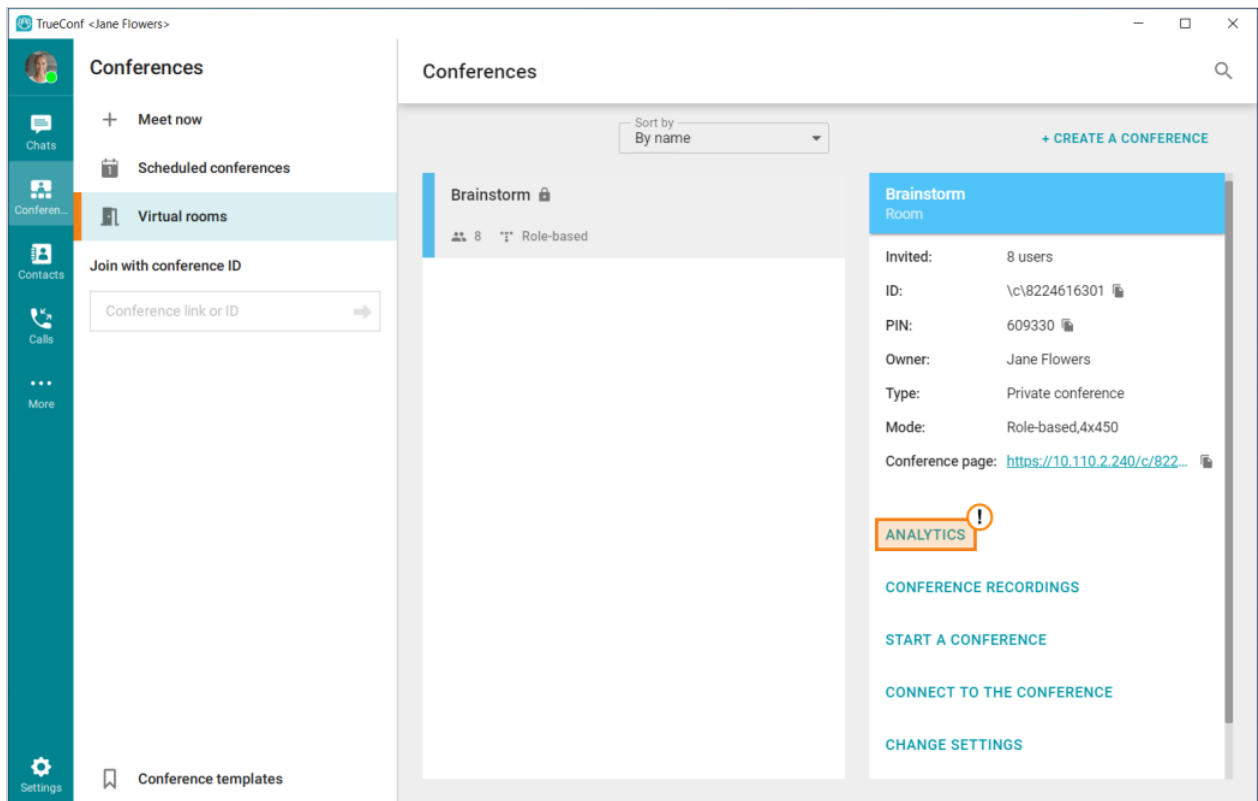 TrueConf <Jane Flowers>
Conferences
Meet now
Scheduled conferences
1
Virtual rooms
Join with conference ID
Conference link or ID
Conference templates
Chats
Conferen...
Contacts
Calls
More
Settings
Conferences
Sort by
By name
+ CREATE A CONFERENCE
Brainstorm
8 Role-based
Brainstorm
Room
Invited: 8 users
ID: \c\8224616301
PIN: 609330
Owner: Jane Flowers
Type: Private conference
Mode: Role-based,4x450
Conference page: https://10.110.2.240/c/822...
!
ANALYTICS
CONFERENCE RECORDINGS
START A CONFERENCE
CONNECT TO THE CONFERENCE
CHANGE SETTINGS